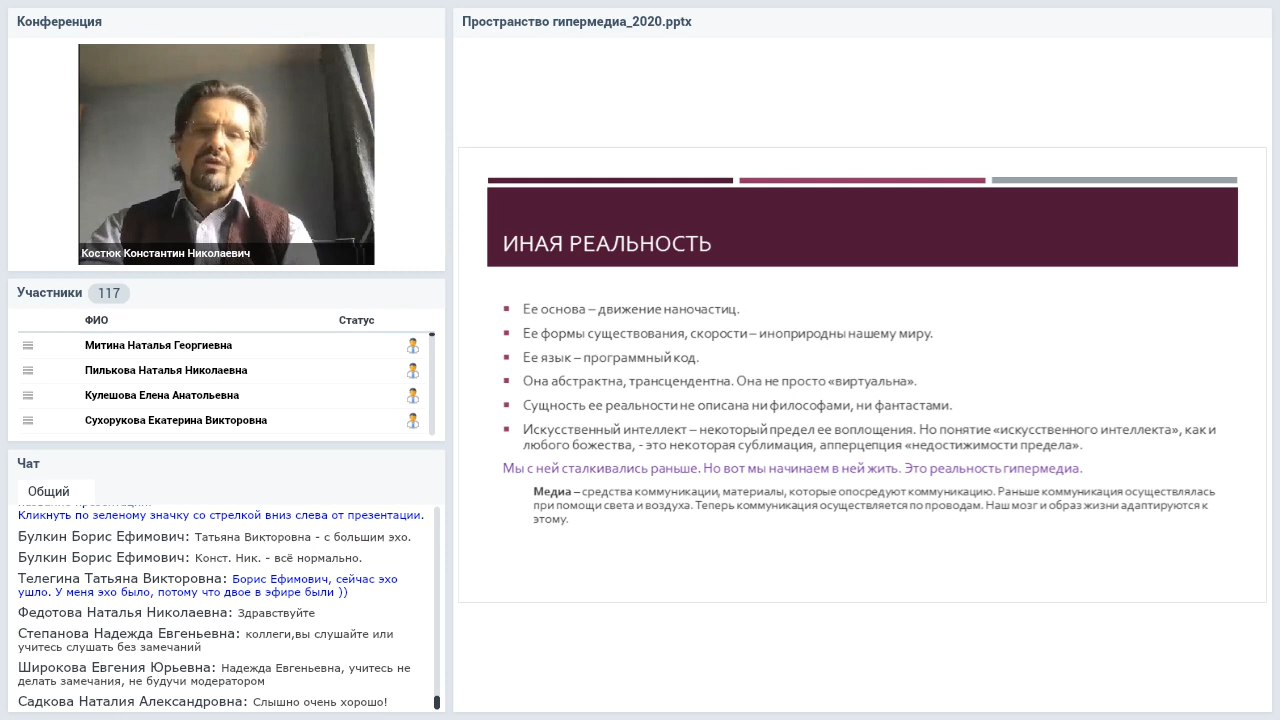 Конференция
Костюк Константин Николаевич
Участники 117
ФИО Статус
Митина Наталья Георгиевна
Пилькова Наталья Николаевна
Кулешова Елена Анатольевна
Сухорукова Екатерина Викторовна
Чат
Общий
Кликнуть по зеленому значку со стрелкой вниз слева от презентации.
Булкин Борис Ефимович: Татьяна Викторовна - с большим эхо.
Булкин Борис Ефимович: Конст. Ник. - всё нормально.
Телегина Татьяна Викторовна: Борис Ефимович, сейчас эхо
ушло. У меня эхо было, потому что двое в эфире были ))
Федотова Наталья Николаевна: Здравствуйте
Степанова Надежда Евгеньевна: коллеги,вы слушайте или
учитесь слушать без замечаний
Широкова Евгения Юрьевна: Надежда Евгеньевна, учитесь не
делать замечания, не будучи модератором
Садкова Наталия Александровна: Слышно очень хорошо!
Пространство гипермедиа_2020.pptx
ИНАЯ РЕАЛЬНОСТЬ
Ее основа – движение наночастиц.
Ее формы существования, скорости – иноприродны нашему миру.
Ее язык – программный код.
Она абстрактна, трансцендентна. Она не просто «виртуальна».
Сущность ее реальности не описана ни философами, ни фантастами.
Искусственный интеллект – некоторый предел ее воплощения. Но понятие «искусственного интеллекта», как и
любого божества, - это некоторая сублимация, апперцепция «недостижимости предела».
Мы с ней сталкивались раньше. Но вот мы начинаем в ней жить. Это реальность гипермедиа.
Медиа – средства коммуникации, материалы, которые опосредуют коммуникацию. Раньше коммуникация осуществлялась
при помощи света и воздуха. Теперь коммуникация осуществляется по проводам. Наш мозг и образ жизни адаптируются к
этому.